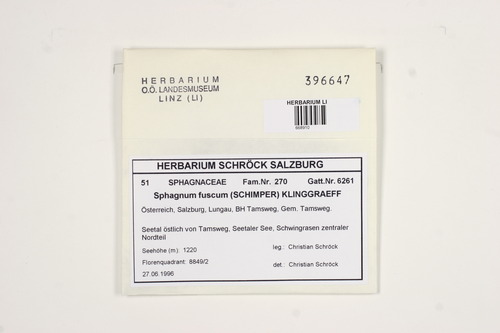 HERBARIUM
O.Ö. LANDESMUSEUM
LINZ (LI)
396647
HERBARIUM LI
HERBARIUM SCHRÖCK SALZBURG
51 SPHAGNACEAE Fam.Nr. 270 Gatt.Nr. 6261
Sphagnum fuscum (SCHIMPER) KLINGGRAEFF
Österreich, Salzburg, Lungau, BH Tamsweg, Gem. Tamsweg.
Seetal östlich von Tamsweg, Seetaler See, Schwingrasen zentraler
Nordteil
Seehöhe (m): 1220 leg.: Christian Schröck
Florenquadrant: 8849/2
det.: Christian Schröck
27.06.1996